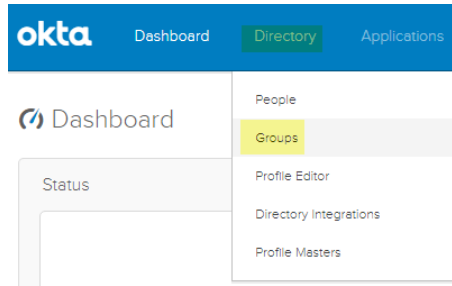 okta Dashboard Directory Applications
Dashboard
Status
People
Groups
Profile Editor
Directory Integrations
Profile Masters